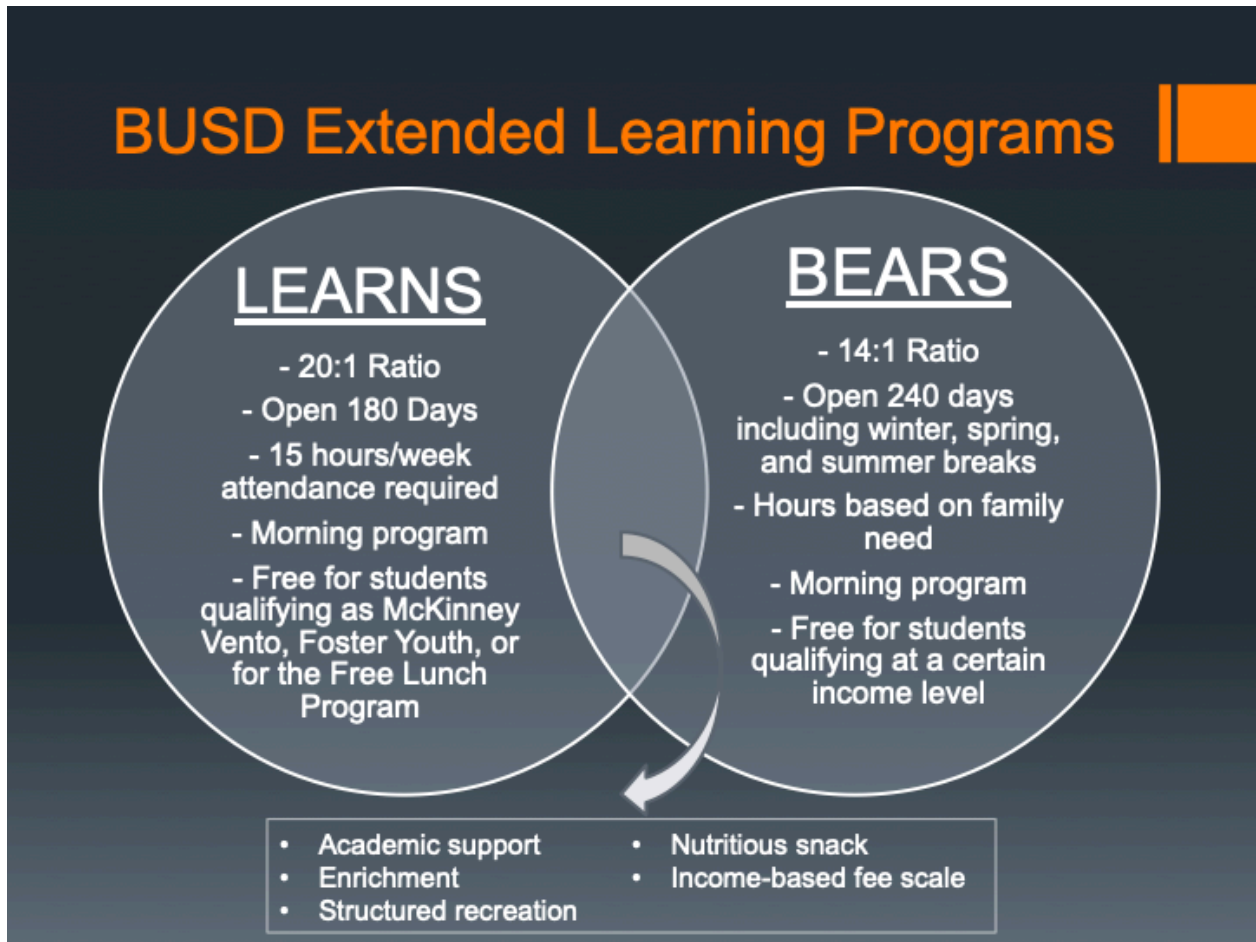 BUSD Extended Learning Programs
LEARNS
- 20:1 Ratio
- Open 180 Days
- 15 hours/week
attendance required
- Morning program
- Free for students
qualifying as McKinney
Vento, Foster Youth, or
for the Free Lunch
Program
BEARS
- 14:1 Ratio
- Open 240 days
including winter, spring,
and summer breaks
- Hours based on family
need
- Morning program
- Free for students
qualifying at a certain
income level
• Academic support
• Enrichment
• Structured recreation
• Nutritious snack
• Income-based fee scale